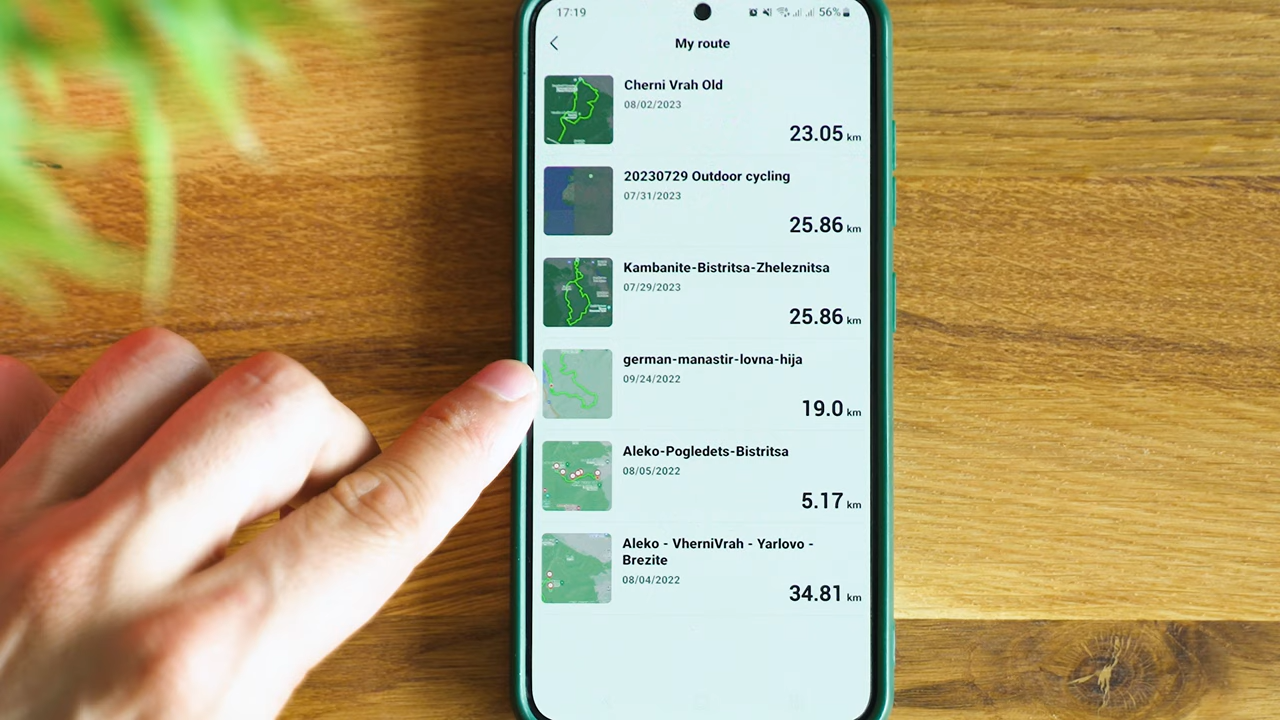 17:19
56%
My route
Cherni Vrah Old
08/02/2023
23.05 km
20230729 Outdoor cycling
07/31/2023
25.86 km
Kambanite-Bistritsa-Zheleznitsa
07/29/2023
25.86 km
german-manastir-lovna-hija
09/24/2022
19.0 km
Aleko-Pogledets-Bistritsa
08/05/2022
5.17 km
Aleko - VherniVrah - Yarlovo -
Brezite
08/04/2022
34.81 km